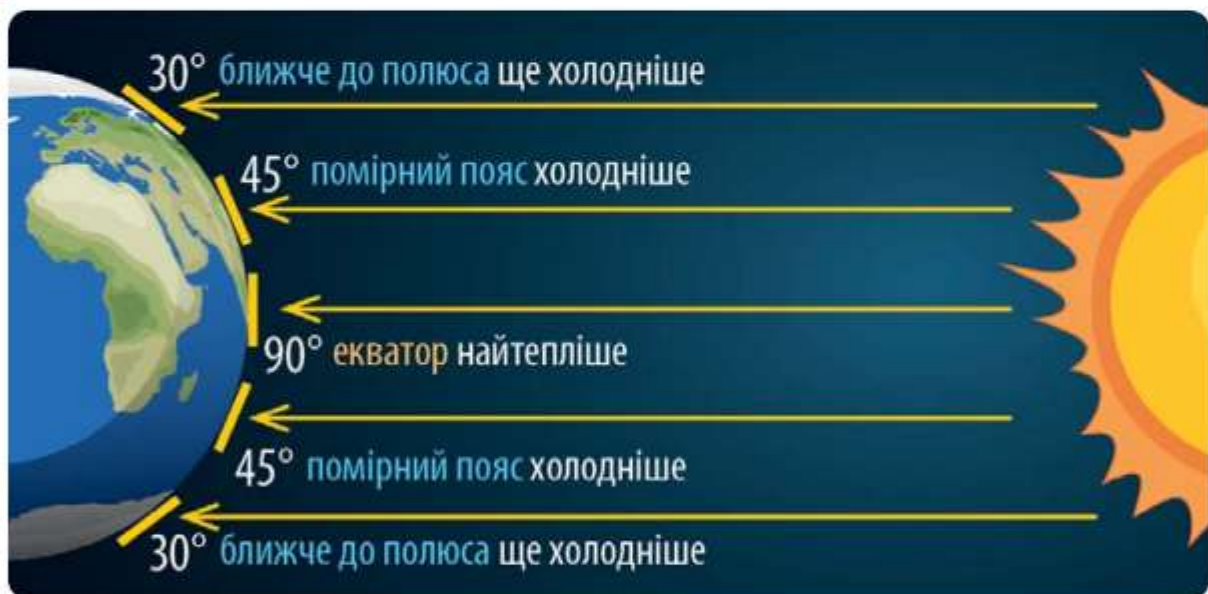 30° ближче до полюса ще холодніше
45° помірний пояс холодніше
90° екватор найтепліше
45° помірний пояс холодніше
30° ближче до полюса ще холодніше